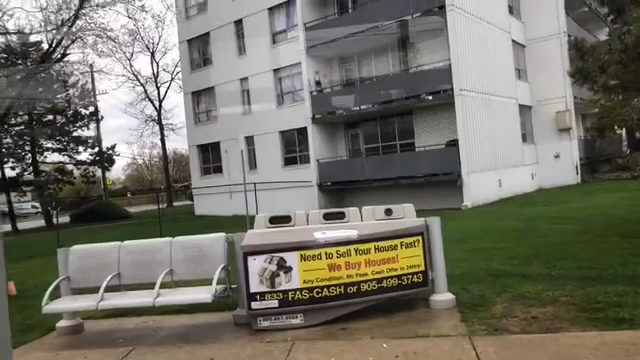 Need to Sell Your House Fast?
We Buy Houses!
Any Condition. No Fees. Cash Offer in 24Hrs!
1-833-FAS-CASH or 905-499-3743